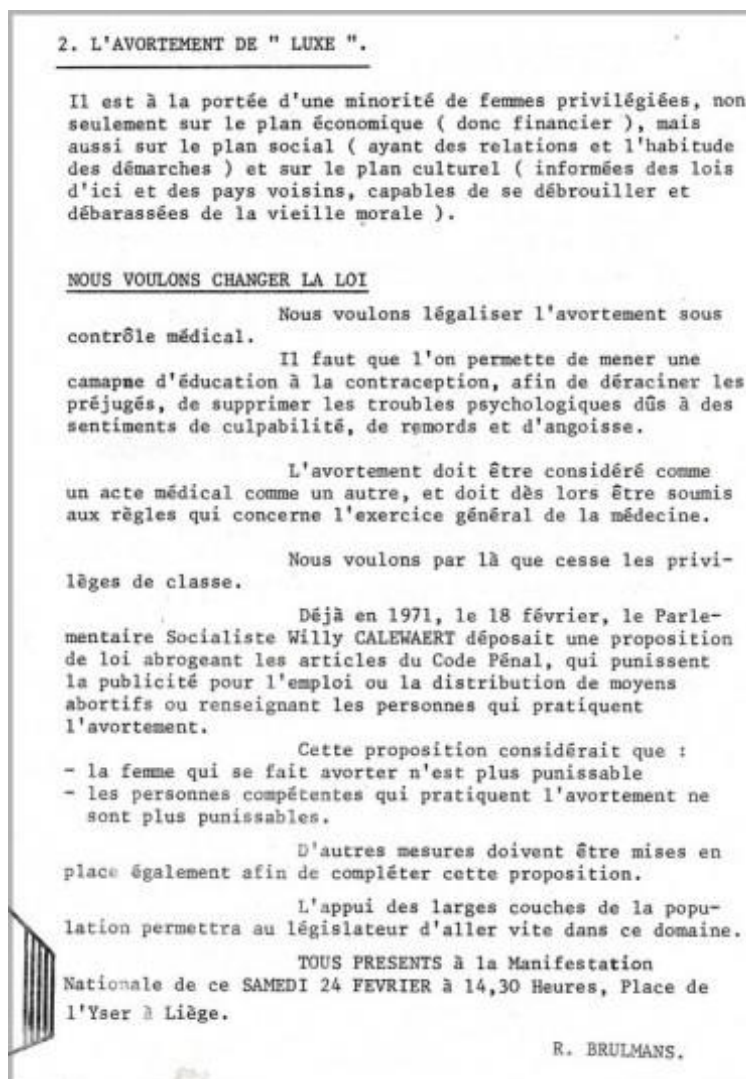 2. L'AVORTEMENT DE " LUXE ".
Il est à la portée d'une minorité de femmes privilégiées, non
seulement sur le plan économique ( donc financier ), mais
aussi sur le plan social ( ayant des relations et l'habitude
des démarches ) et sur le plan culturel ( informées des lois
d'ici et des pays voisins, capables de se débrouiller et
débarassées de la vieille morale ).
NOUS VOULONS CHANGER LA LOI
Nous voulons légaliser l'avortement sous
contrôle médical.
Il faut que l'on permette de mener une
camapne d'éducation à la contraception, afin de déraciner les
préjugés, de supprimer les troubles psychologiques dûs à des
sentiments de culpabilité, de remords et d'angoisse.
L'avortement doit être considéré comme
un acte médical comme un autre, et doit dès lors être soumis
aux règles qui concerne l'exercice général de la médecine.
Nous voulons par là que cesse les privi-
lèges de classe.
Déjà en 1971, le 18 février, le Parle-
mentaire Socialiste Willy CALEWAERT déposait une proposition
de loi abrogeant les articles du Code Pénal, qui punissent
la publicité pour l'emploi ou la distribution de moyens
abortifs ou renseignant les personnes qui pratiquent
l'avortement.
Cette proposition considérait que :
- la femme qui se fait avorter n'est plus punissable
- les personnes compétentes qui pratiquent l'avortement ne
sont plus punissables.
D'autres mesures doivent être mises en
place également afin de compléter cette proposition.
L'appui des larges couches de la popu-
lation permettra au législateur d'aller vite dans ce domaine.
TOUS PRESENTS à la Manifestation
Nationale de ce SAMEDI 24 FEVRIER à 14,30 Heures, Place de
l'Yser à Liège.
R. BRULMANS.